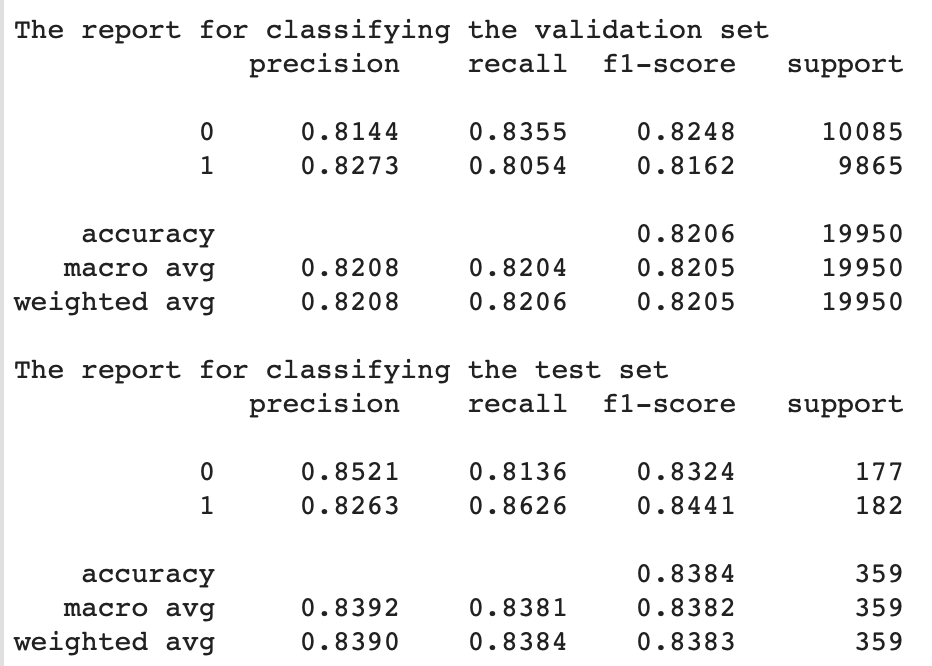 The report for classifying the validation set
precision recall f1-score support
0 0.8144 0.8355 0.8248 10085
1 0.8273 0.8054 0.8162 9865
accuracy 0.8206 19950
macro avg 0.8208 0.8204 0.8205 19950
weighted avg 0.8208 0.8206 0.8205 19950
The report for classifying the test set
precision recall f1-score support
0 0.8521 0.8136 0.8324 177
1 0.8263 0.8626 0.8441 182
accuracy 0.8384 359
macro avg 0.8392 0.8381 0.8382 359
weighted avg 0.8390 0.8384 0.8383 359